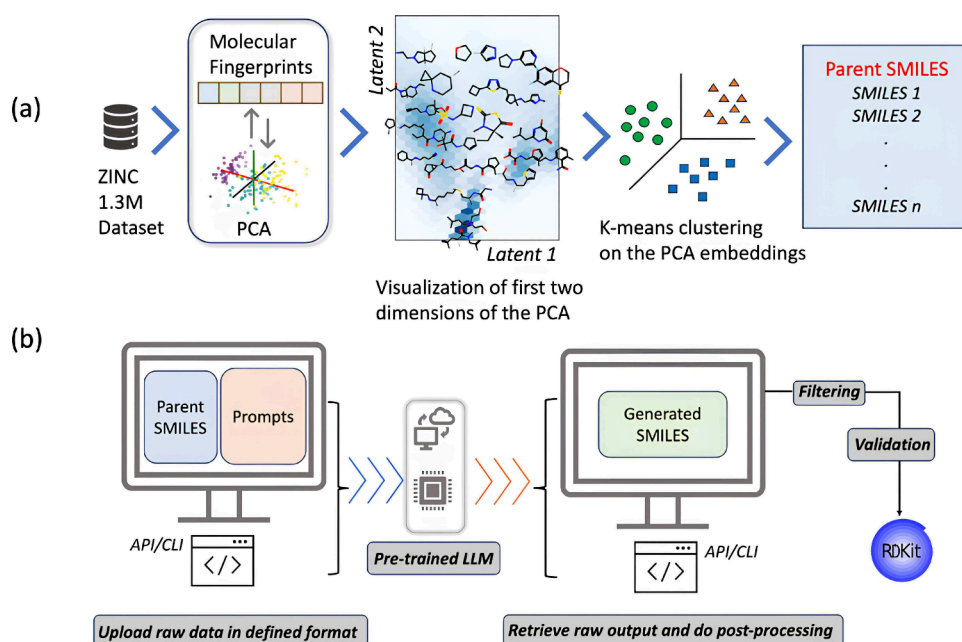 (a)
ZINC
1.3M
Dataset
Molecular
Fingerprints
PCA
Latent 2
Latent 1
Visualization of first two
dimensions of the PCA
K-means clustering
on the PCA embeddings
Parent SMILES
SMILES 1
SMILES 2
.
.
.
SMILES n
(b)
Parent
SMILES
Prompts
API/CLI
</>
Upload raw data in defined format
Pre-trained LLM
Generated
SMILES
API/CLI
</>
Retrieve raw output and do post-processing
Filtering
Validation
RDKit